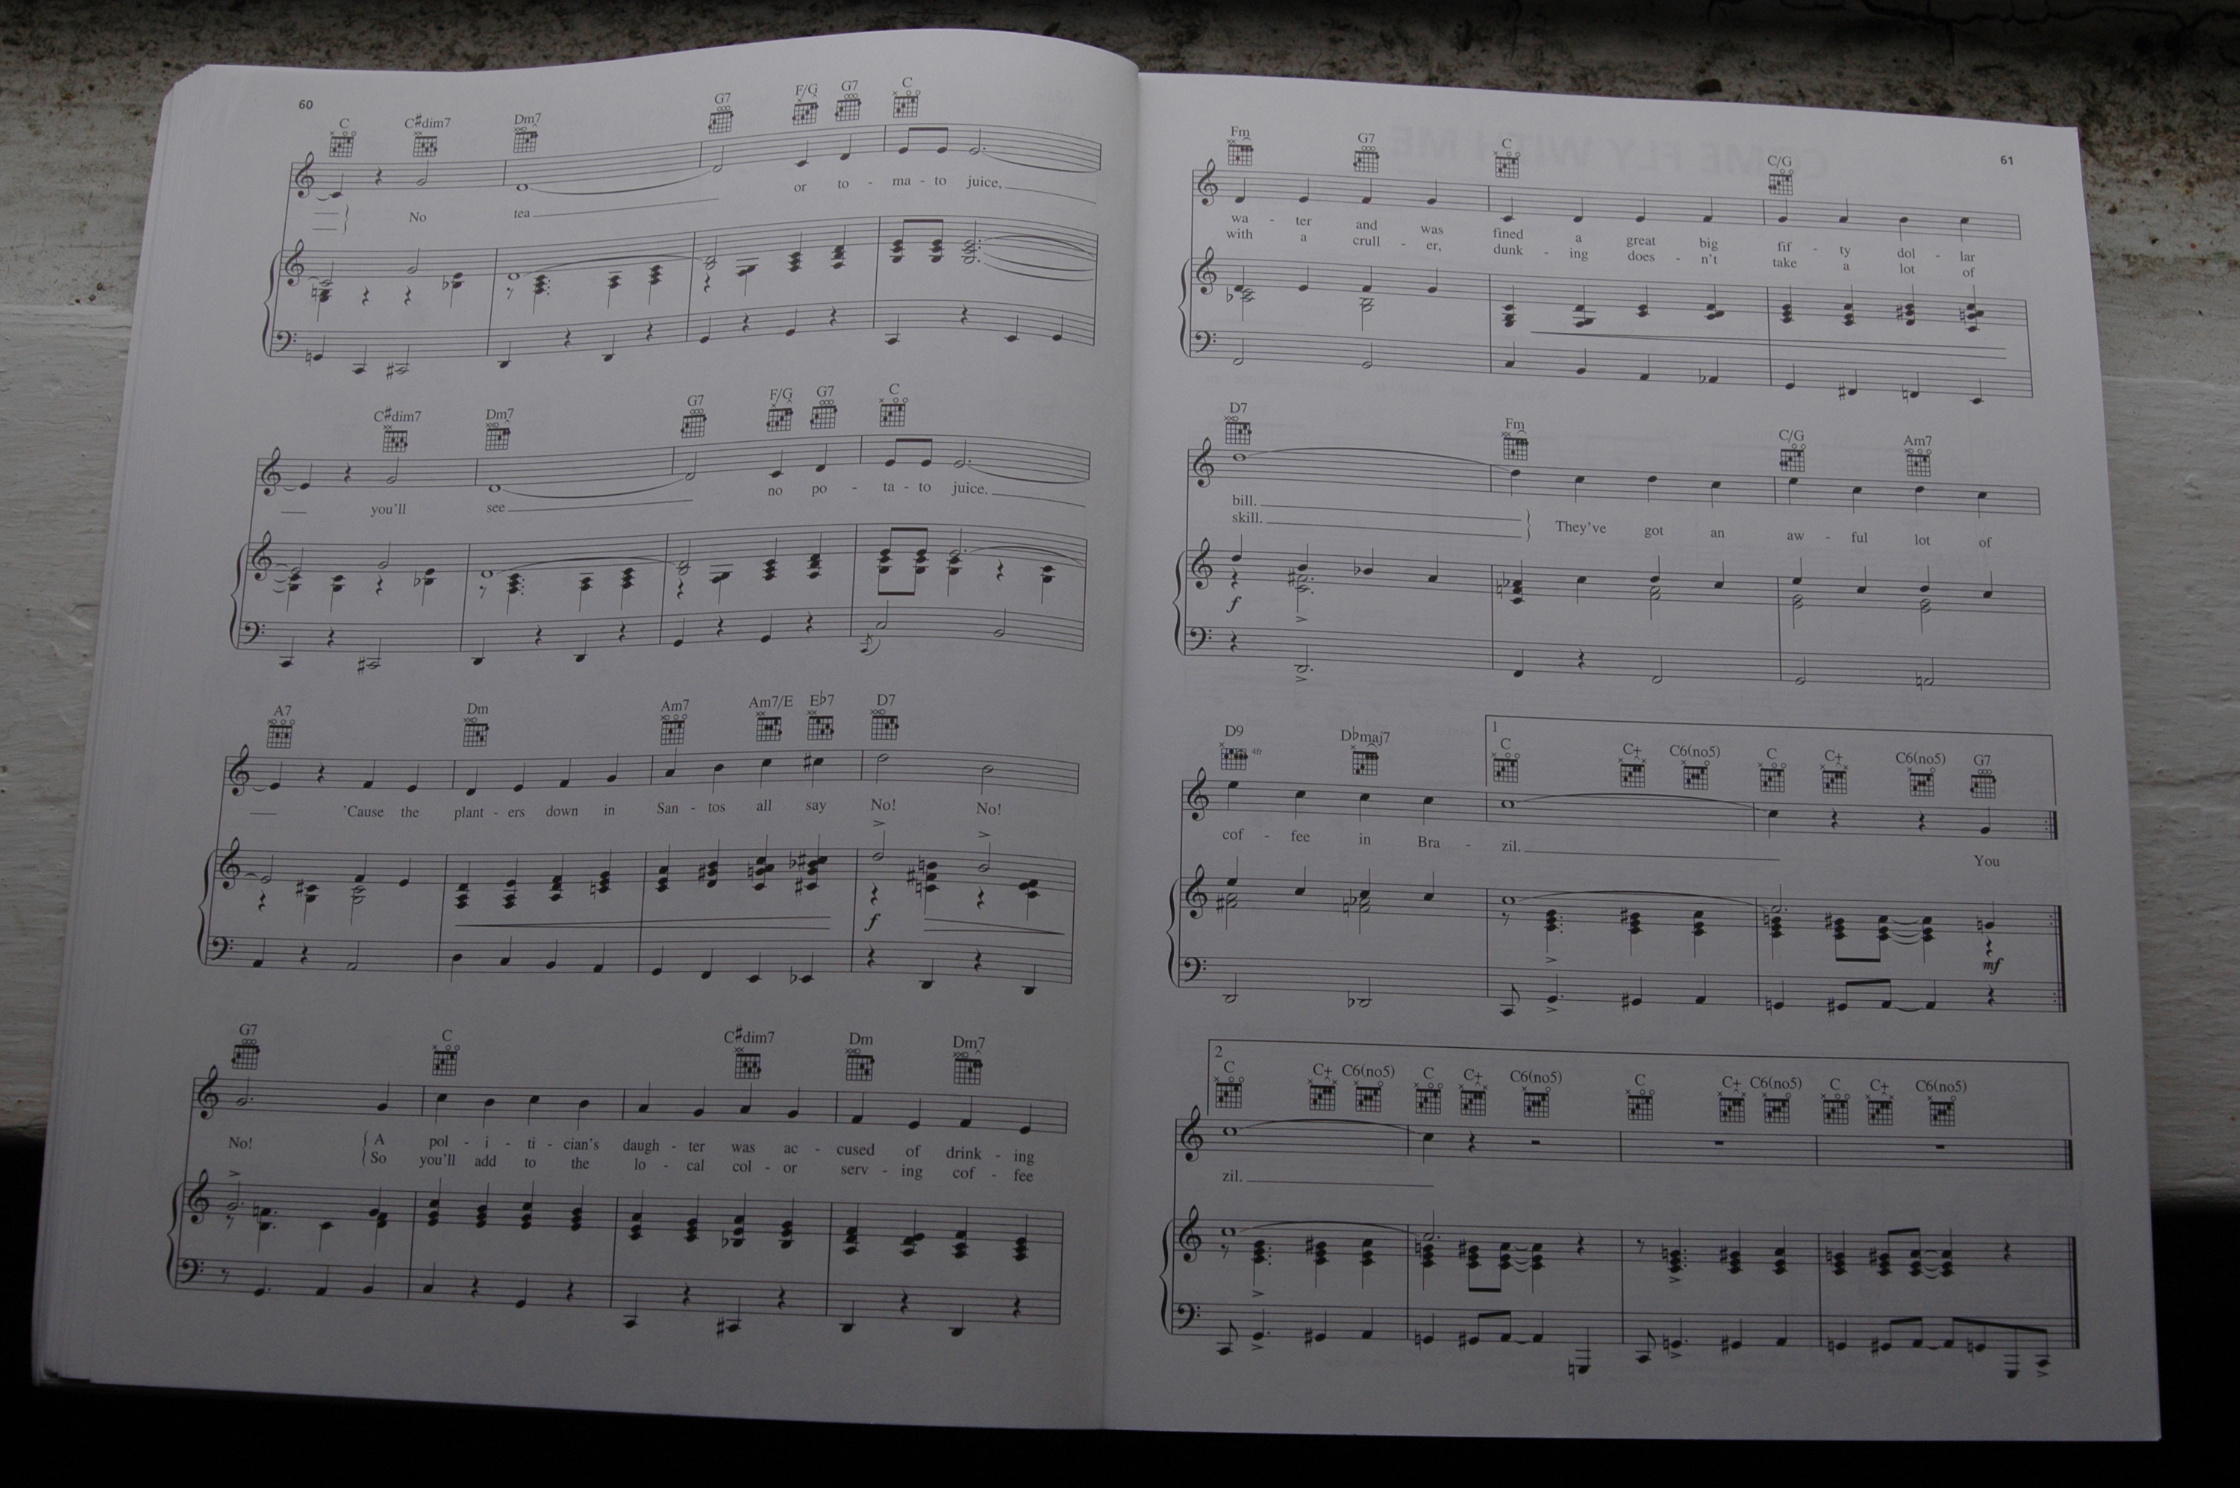 60
C C#dim7 Dm7 G7 F/G G7 C
No tea or to - ma - to juice,
C#dim7 Dm7 G7 F/G G7 C
you'll see no po - ta - to juice.
A7 Dm Am7 Am7/E E♭7 D7
'Cause the plant - ers down in San - tos all say No! No!
f
G7 C C#dim7 Dm Dm7
No! A pol - i - ti - cian's daugh - ter was ac - cused of drink - ing
So you'll add to the lo - cal col - or serv - ing cof - fee
61
Fm G7 C C/G
wa - ter and was fined a great big fif - ty dol - lar
with a crull - er, dunk - ing does - n't take a lot of
D7 Fm C/G Am7
bill.
skill. They've got an aw - ful lot of
f
1
D9 D♭maj7 C C+ C6(no5) C C+ C6(no5) G7
4fr
cof - fee in Bra - zil. You
mf
2
C C+ C6(no5) C C+ C6(no5) C C+ C6(no5) C C+ C6(no5)
zil.